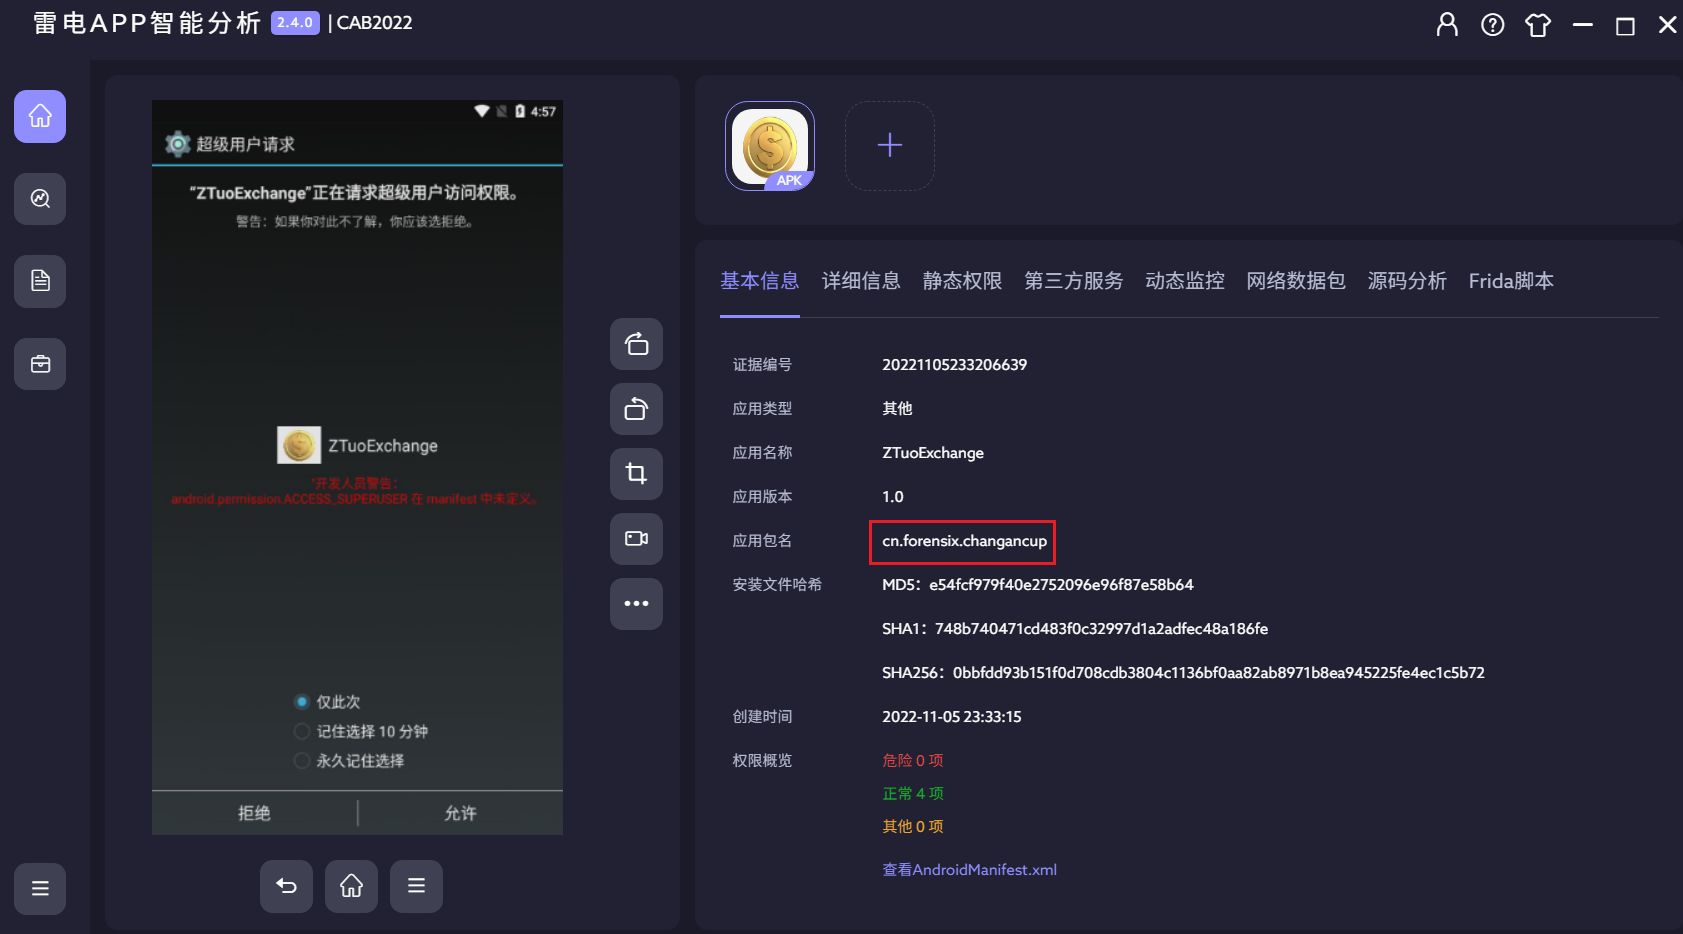 雷电APP智能分析 2.4.0 | CAB2022
4:57
超级用户请求
“ZTuoExchange”正在请求超级用户访问权限。
警告：如果你对此不了解，你应该选拒绝。
ZTuoExchange
*开发人员警告：
android.permission.ACCESS_SUPERUSER 在 manifest 中未定义。
仅此次
记住选择 10 分钟
永久记住选择
拒绝 允许
APK
基本信息 详细信息 静态权限 第三方服务 动态监控 网络数据包 源码分析 Frida脚本
证据编号 20221105233206639
应用类型 其他
应用名称 ZTuoExchange
应用版本 1.0
应用包名 cn.forensix.changancup
安装文件哈希 MD5：e54fcf979f40e2752096e96f87e58b64
SHA1：748b740471cd483f0c32997d1a2adfec48a186fe
SHA256：0bbfdd93b151f0d708cdb3804c1136bf0aa82ab8971b8ea945225fe4ec1c5b72
创建时间 2022-11-05 23:33:15
权限概览 危险 0 项
正常 4 项
其他 0 项
查看AndroidManifest.xml